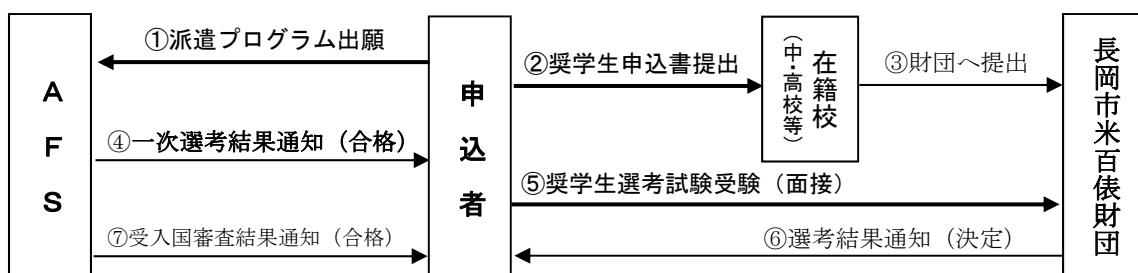 AFS
①派遣プログラム出願
④一次選考結果通知（合格）
⑦受入国審査結果通知（合格）
申込者
②奨学生申込書提出
在籍校
（中・高校等）
③財団へ提出
⑤奨学生選考試験受験（面接）
⑥選考結果通知（決定）
長岡市米百俵財団